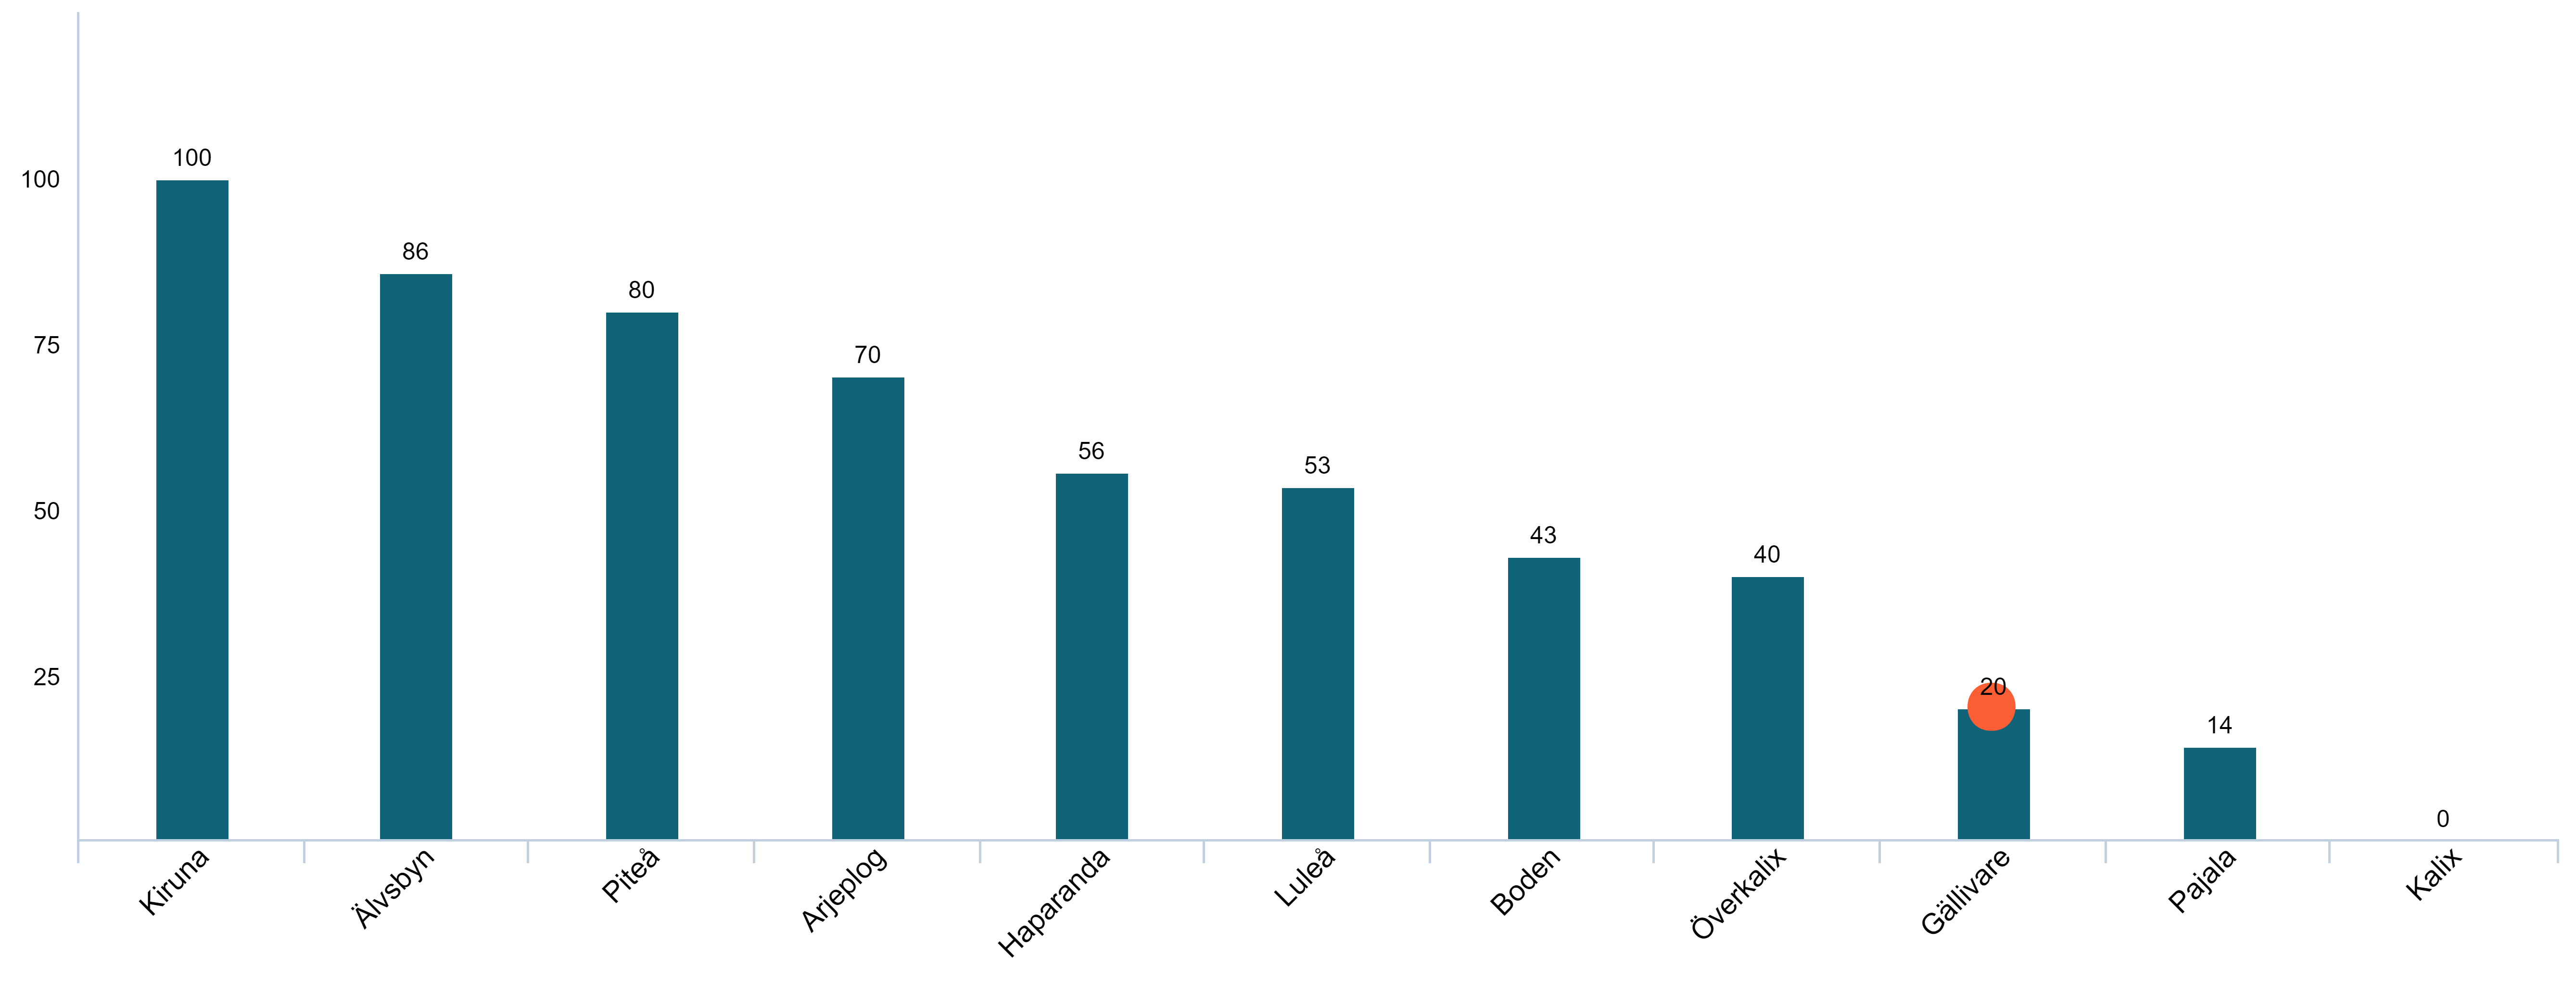 100
75
50
25
100
86
80
70
56
53
43
40
20
14
0
Kiruna
Älvsbyn
Piteå
Arjeplog
Haparanda
Luleå
Boden
Överkalix
Gällivare
Pajala
Kalix